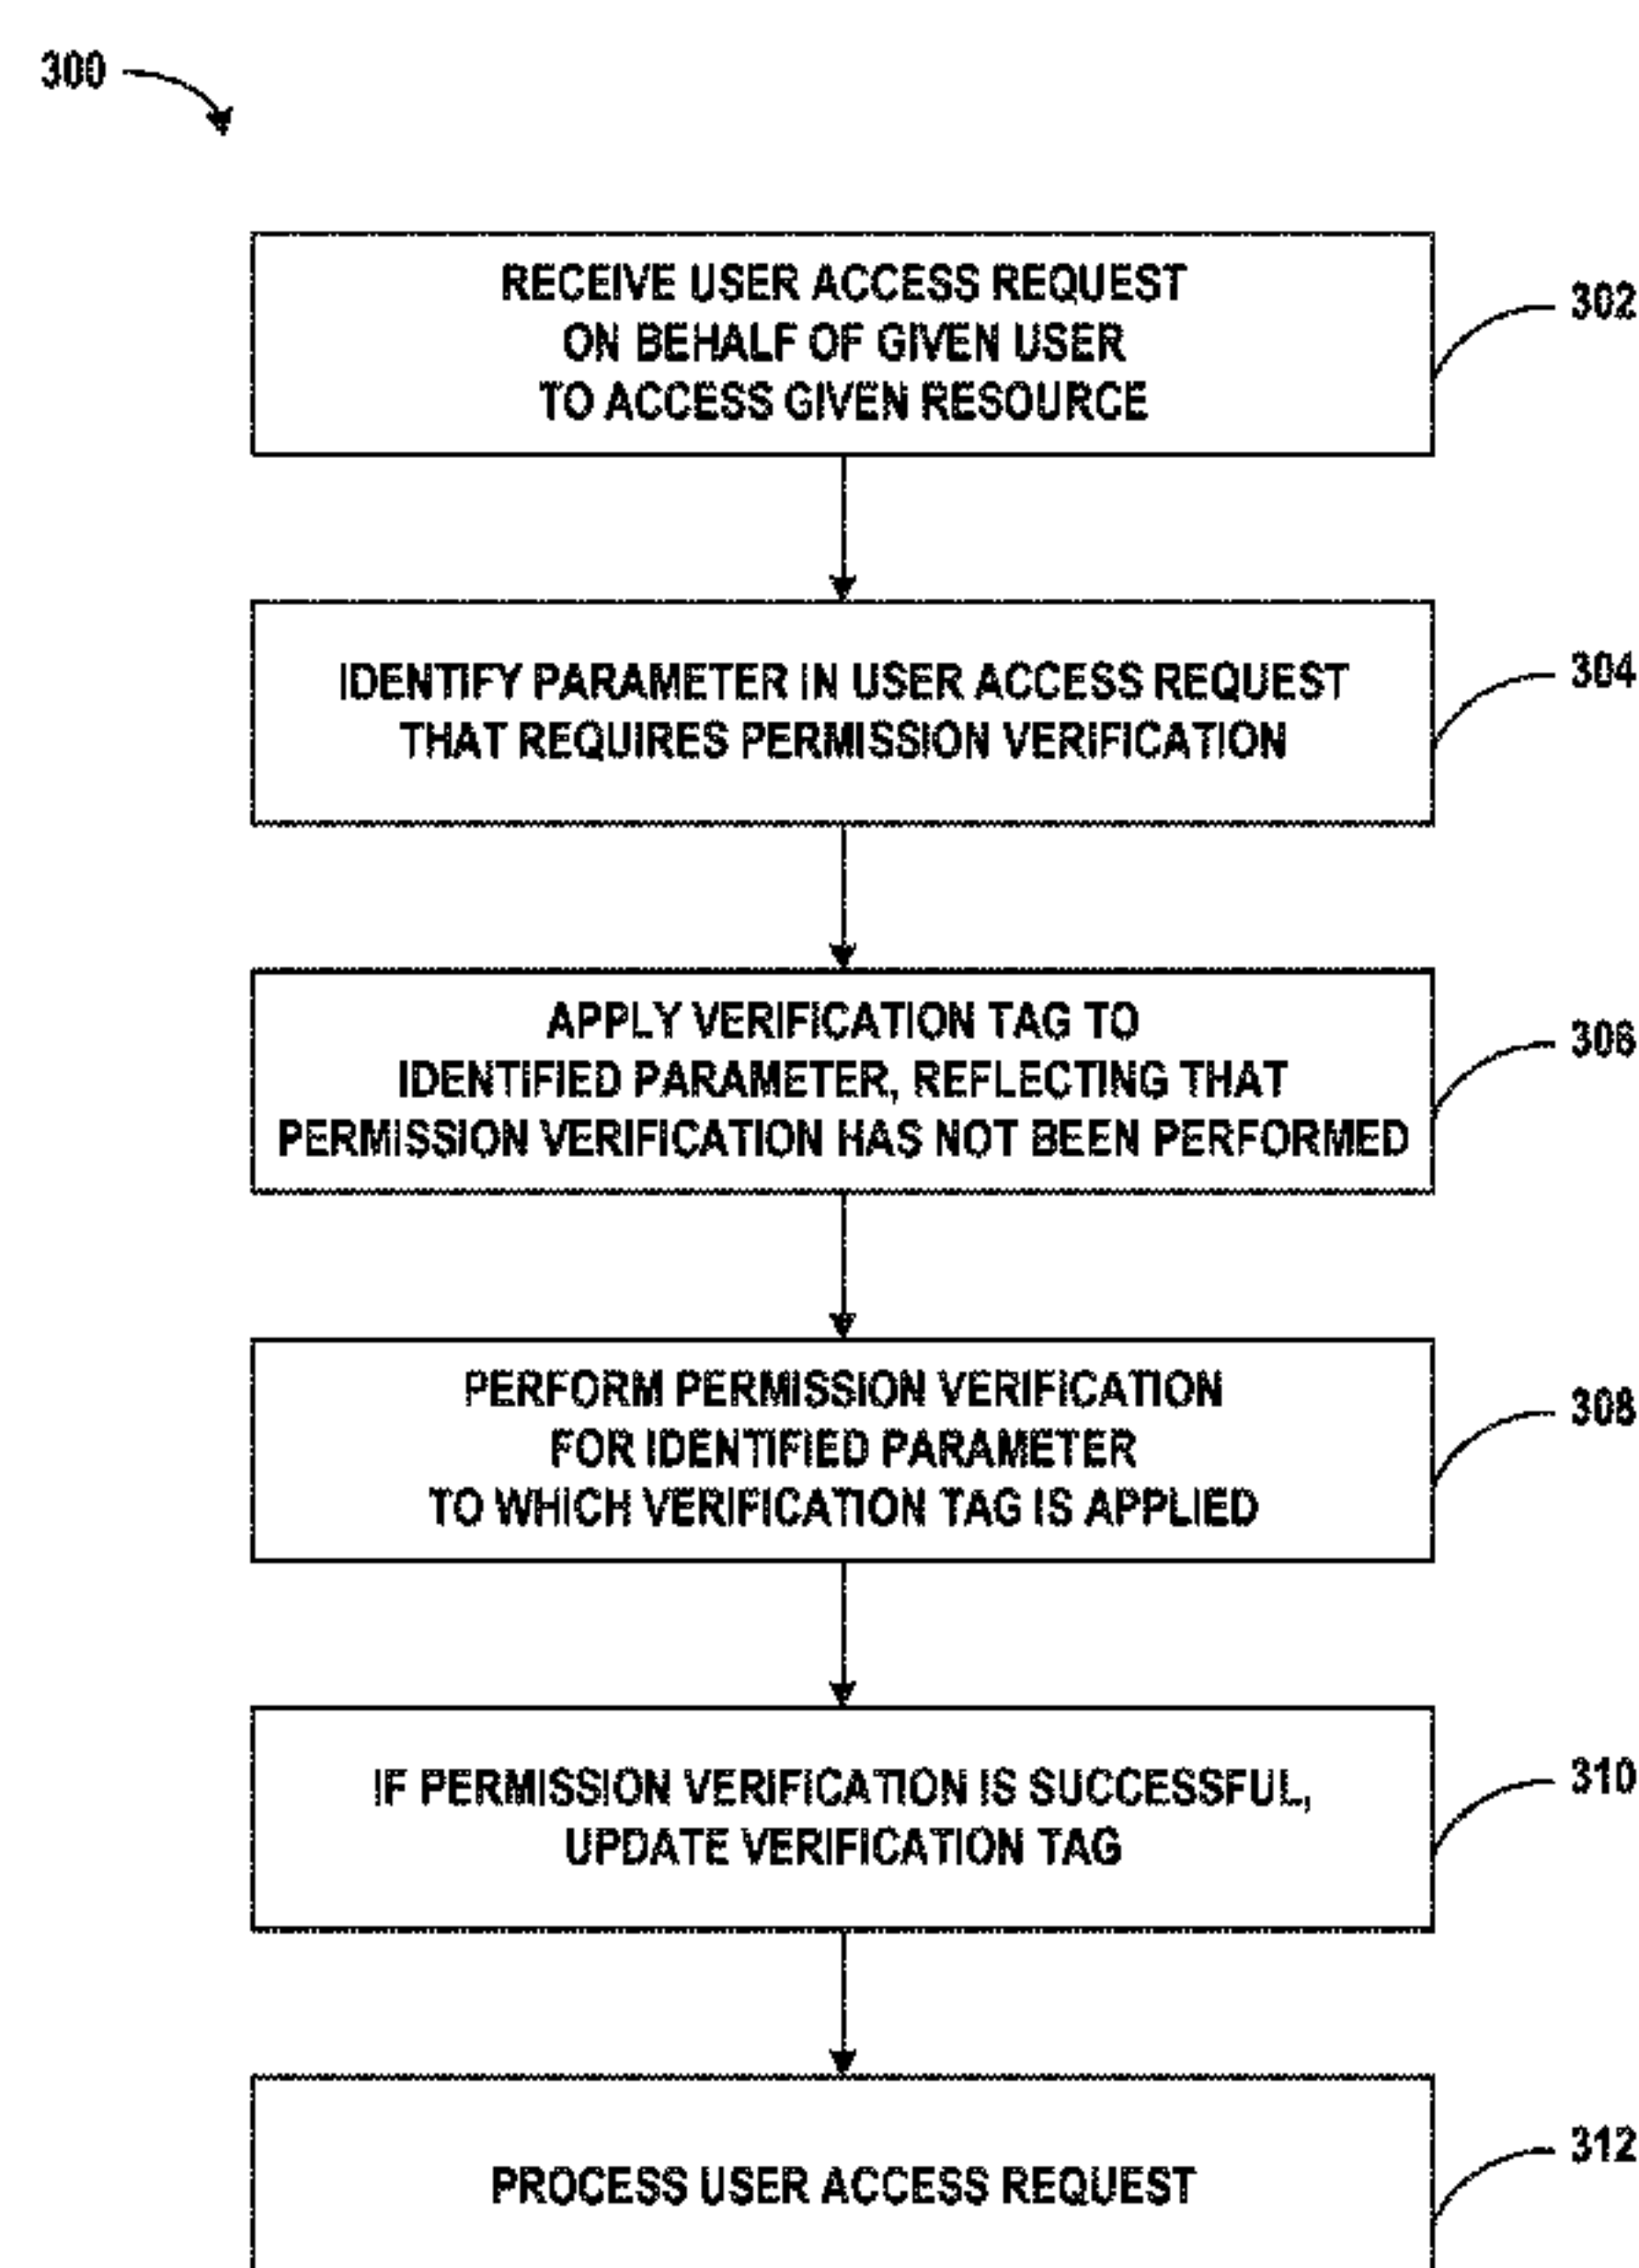 300
RECEIVE USER ACCESS REQUEST
ON BEHALF OF GIVEN USER
TO ACCESS GIVEN RESOURCE
302
IDENTIFY PARAMETER IN USER ACCESS REQUEST
THAT REQUIRES PERMISSION VERIFICATION
304
APPLY VERIFICATION TAG TO
IDENTIFIED PARAMETER, REFLECTING THAT
PERMISSION VERIFICATION HAS NOT BEEN PERFORMED
306
PERFORM PERMISSION VERIFICATION
FOR IDENTIFIED PARAMETER
TO WHICH VERIFICATION TAG IS APPLIED
308
IF PERMISSION VERIFICATION IS SUCCESSFUL,
UPDATE VERIFICATION TAG
310
PROCESS USER ACCESS REQUEST
312